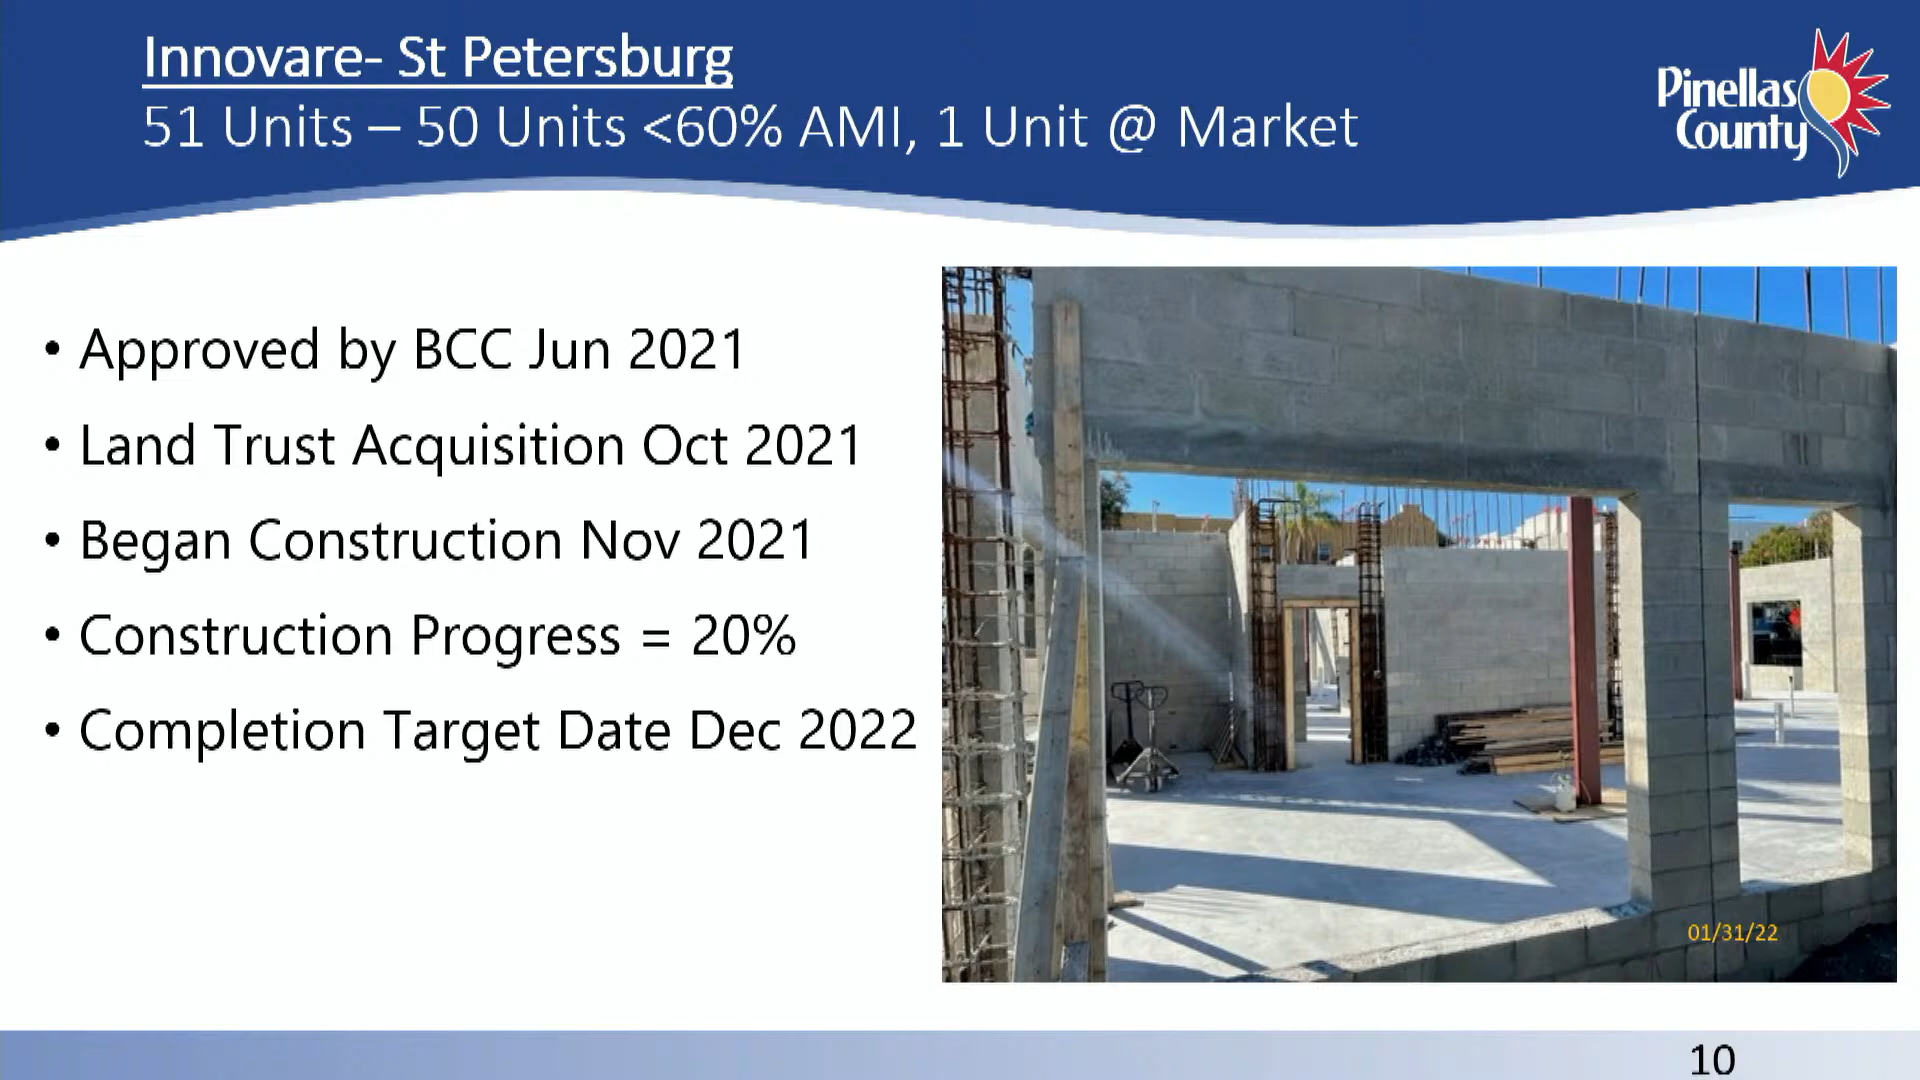 Innovare- St Petersburg
51 Units – 50 Units <60% AMI, 1 Unit @ Market
Pinellas
County
• Approved by BCC Jun 2021
• Land Trust Acquisition Oct 2021
• Began Construction Nov 2021
• Construction Progress = 20%
• Completion Target Date Dec 2022
01/31/22
10